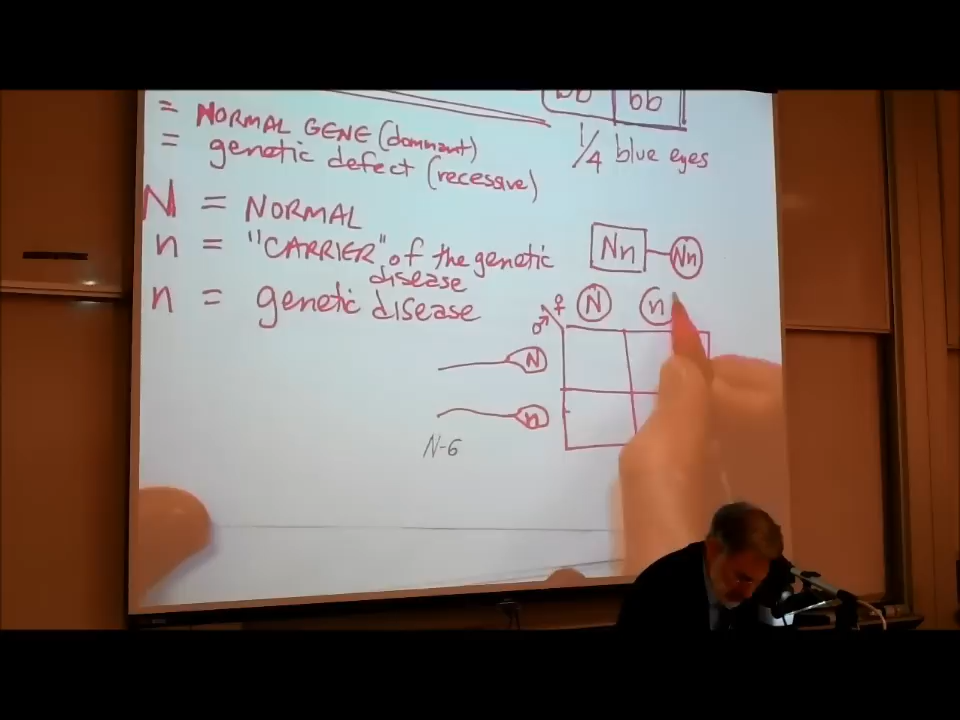 bb
= NORMAL GENE (dominant)
= genetic defect (recessive)
1/4 blue eyes
N = NORMAL
n = "CARRIER" of the genetic
disease
n = genetic disease
Nn Nn
♀ N n
♂ N
n
N-6